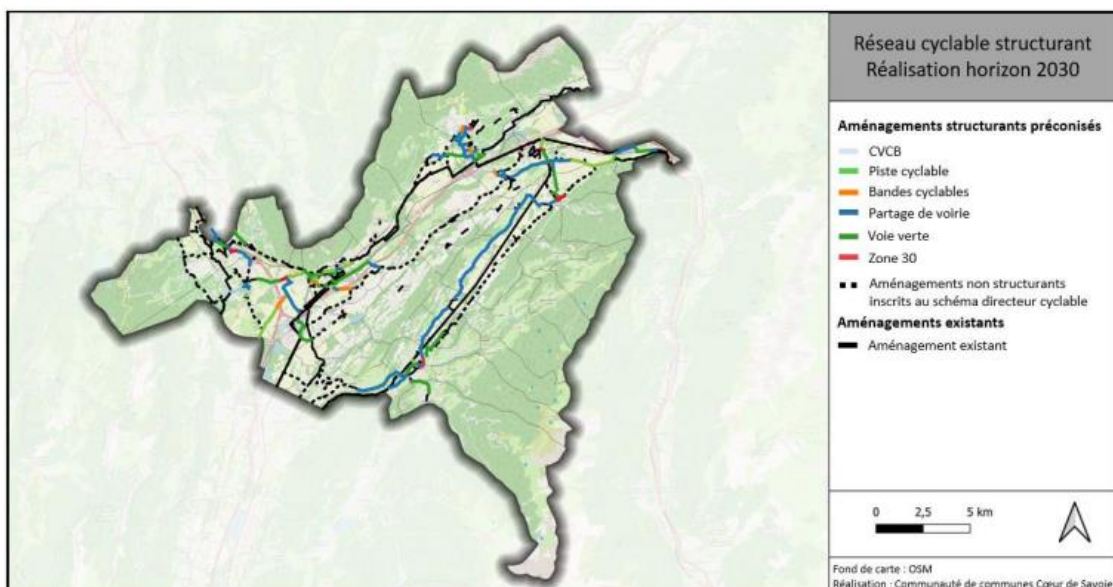 Réseau cyclable structurant
Réalisation horizon 2030
Aménagements structurants préconisés
CVCB
Piste cyclable
Bandes cyclables
Partage de voirie
Voie verte
Zone 30
Aménagements non structurants
inscrits au schéma directeur cyclable
Aménagements existants
Aménagement existant
0 2,5 5 km
Fond de carte : OSM
Réalisation : Communauté de communes Cœur de Savoie